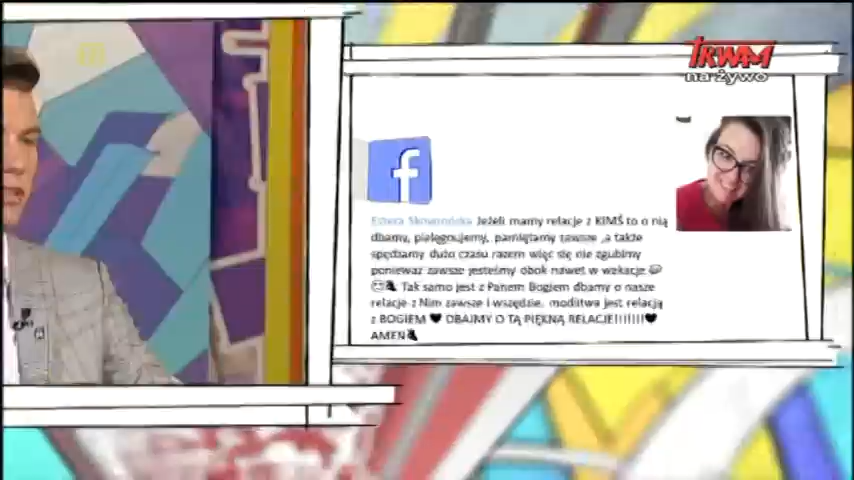 TRWAM
na żywo
f
Estera Skowrońska Jeżeli mamy relacje z KIMŚ to o nią
dbamy, pielęgnujemy, pamiętamy zawsze ,a także
spędzamy dużo czasu razem więc się nie zgubimy
ponieważ zawsze jesteśmy obok nawet w wakacje
Tak samo jest z Panem Bogiem dbamy o nasze
relacje z Nim zawsze i wszędzie. modlitwa jest relacją
z BOGIEM ♥ DBAJMY O TĄ PIĘKNĄ RELACJE!!!!!!!♥
AMEN